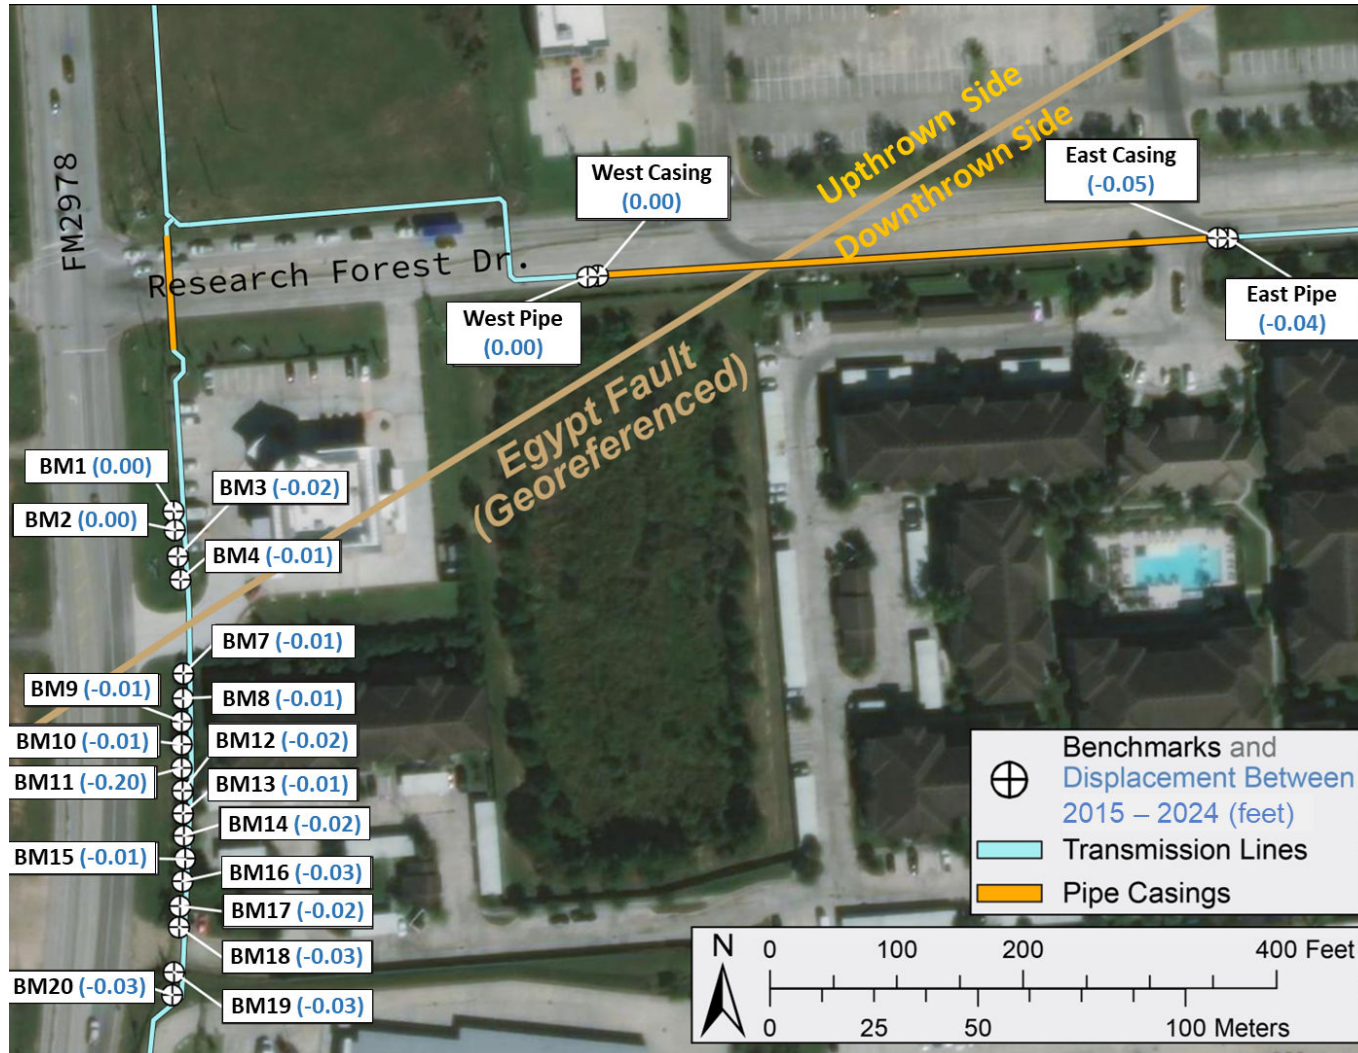 Upthrown Side
Downthrown Side
West Casing
(0.00)
East Casing
(-0.05)
FM2978
Research Forest Dr.
West Pipe
(0.00)
East Pipe
(-0.04)
Egypt Fault
(Georeferenced)
BM1 (0.00)
BM2 (0.00)
BM3 (-0.02)
BM4 (-0.01)
BM7 (-0.01)
BM8 (-0.01)
BM9 (-0.01)
BM10 (-0.01)
BM11 (-0.20)
BM12 (-0.02)
BM13 (-0.01)
BM14 (-0.02)
BM15 (-0.01)
BM16 (-0.03)
BM17 (-0.02)
BM18 (-0.03)
BM19 (-0.03)
BM20 (-0.03)
Benchmarks and
Displacement Between
2015 – 2024 (feet)
Transmission Lines
Pipe Casings
N
0 100 200 400 Feet
0 25 50 100 Meters